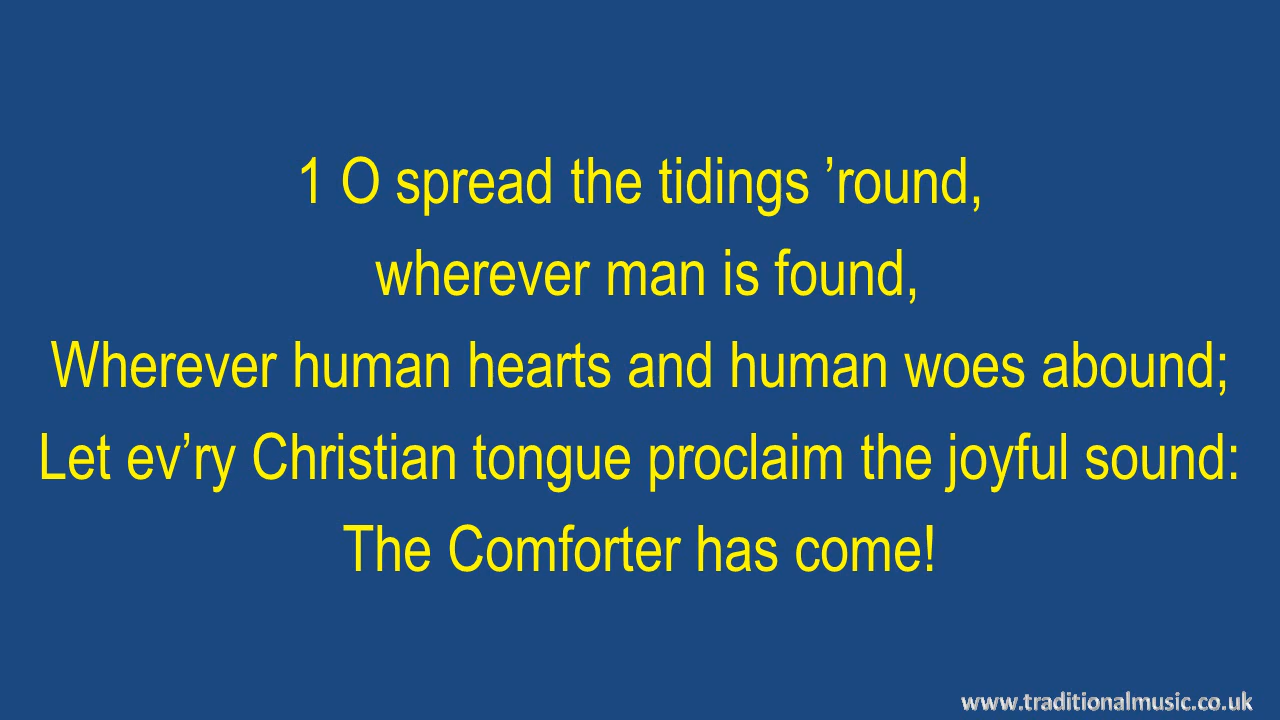 1 O spread the tidings ’round,
wherever man is found,
Wherever human hearts and human woes abound;
Let ev’ry Christian tongue proclaim the joyful sound:
The Comforter has come!
www.traditionalmusic.co.uk